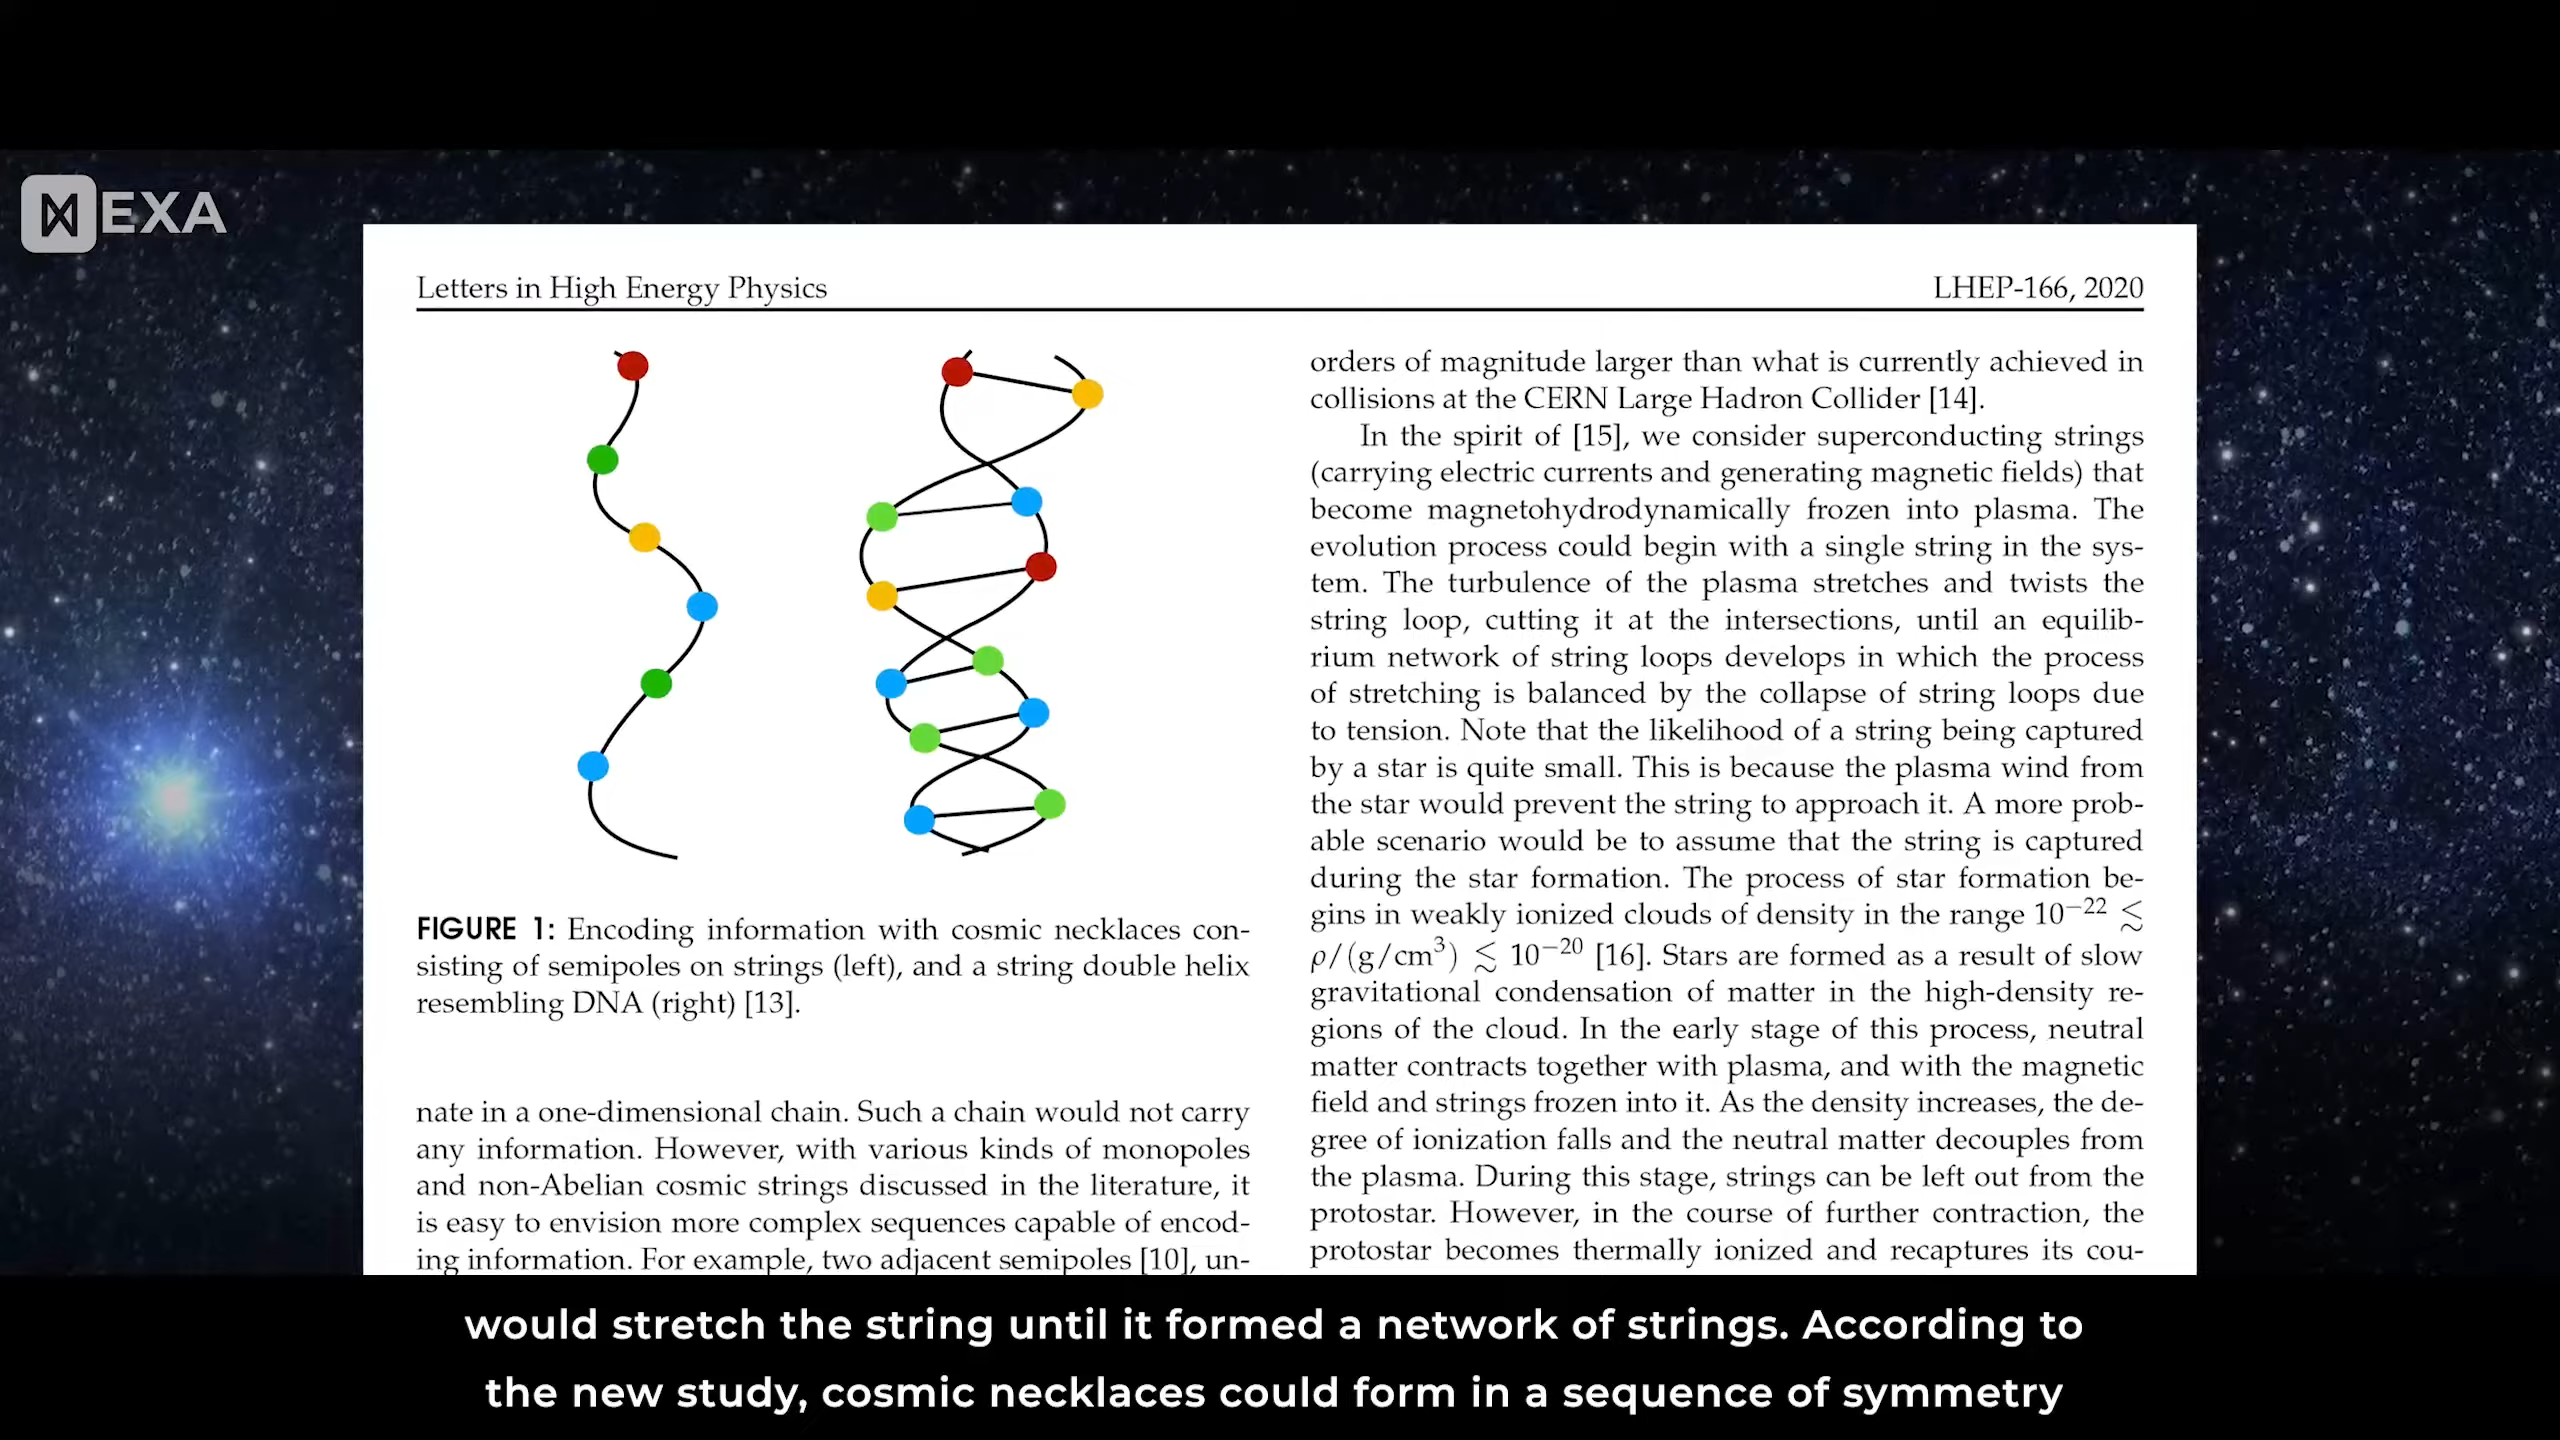 NEXA
Letters in High Energy Physics
LHEP-166, 2020
FIGURE 1: Encoding information with cosmic necklaces con-
sisting of semipoles on strings (left), and a string double helix
resembling DNA (right) [13].
nate in a one-dimensional chain. Such a chain would not carry
any information. However, with various kinds of monopoles
and non-Abelian cosmic strings discussed in the literature, it
is easy to envision more complex sequences capable of encod-
ing information. For example, two adjacent semipoles [10], un-
orders of magnitude larger than what is currently achieved in
collisions at the CERN Large Hadron Collider [14].
In the spirit of [15], we consider superconducting strings
(carrying electric currents and generating magnetic fields) that
become magnetohydrodynamically frozen into plasma. The
evolution process could begin with a single string in the sys-
tem. The turbulence of the plasma stretches and twists the
string loop, cutting it at the intersections, until an equilib-
rium network of string loops develops in which the process
of stretching is balanced by the collapse of string loops due
to tension. Note that the likelihood of a string being captured
by a star is quite small. This is because the plasma wind from
the star would prevent the string to approach it. A more prob-
able scenario would be to assume that the string is captured
during the star formation. The process of star formation be-
gins in weakly ionized clouds of density in the range 10⁻²² ≲
ρ/(g/cm³) ≲ 10⁻²⁰ [16]. Stars are formed as a result of slow
gravitational condensation of matter in the high-density re-
gions of the cloud. In the early stage of this process, neutral
matter contracts together with plasma, and with the magnetic
field and strings frozen into it. As the density increases, the de-
gree of ionization falls and the neutral matter decouples from
the plasma. During this stage, strings can be left out from the
protostar. However, in the course of further contraction, the
protostar becomes thermally ionized and recaptures its cou-
would stretch the string until it formed a network of strings. According to
the new study, cosmic necklaces could form in a sequence of symmetry